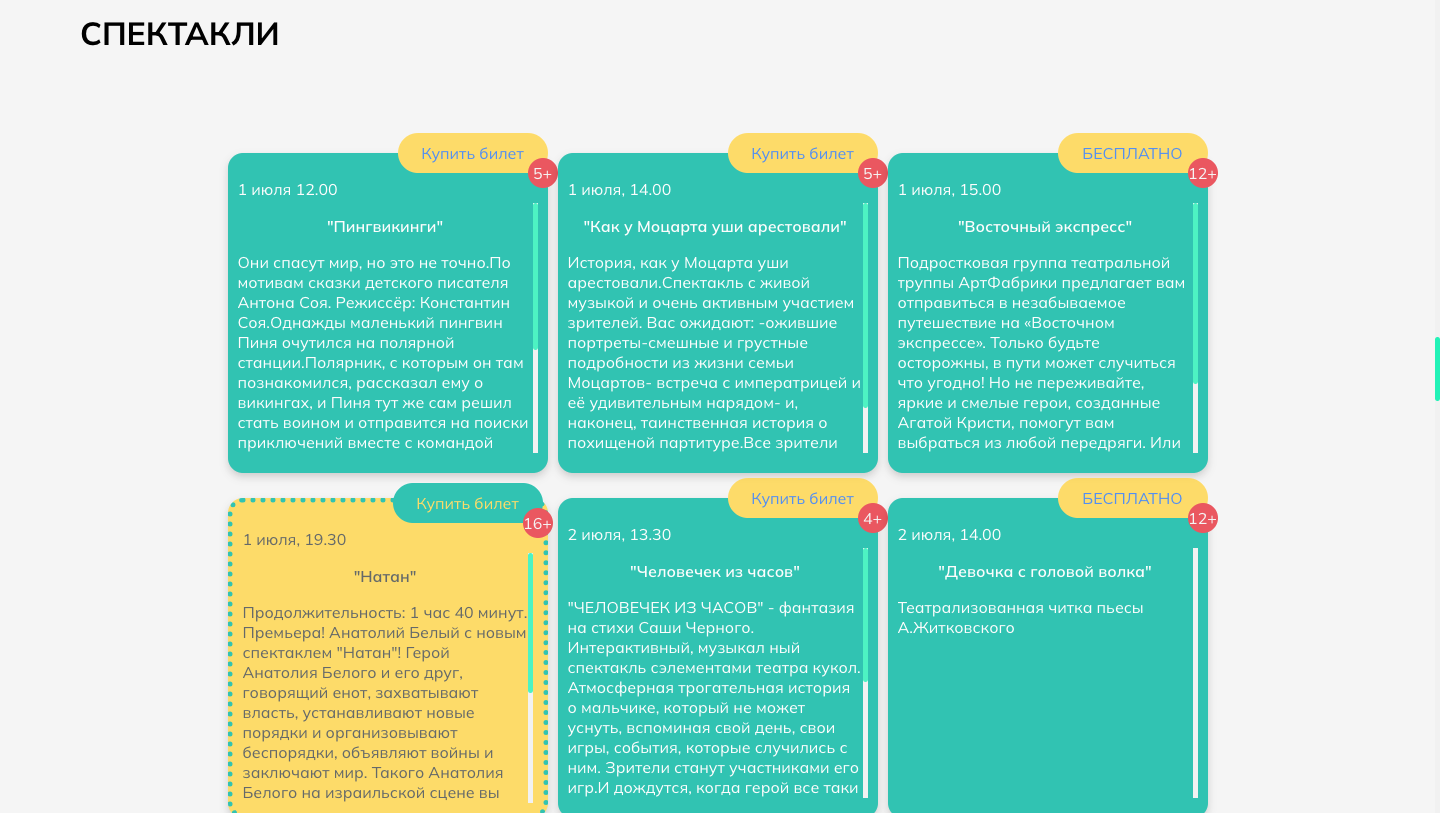 СПЕКТАКЛИ
Купить билет
5+
1 июля 12.00
"Пингвикинги"
Они спасут мир, но это не точно.По
мотивам сказки детского писателя
Антона Соя. Режиссёр: Константин
Соя.Однажды маленький пингвин
Пиня очутился на полярной
станции.Полярник, с которым он там
познакомился, рассказал ему о
викингах, и Пиня тут же сам решил
стать воином и отправится на поиски
приключений вместе с командой
Купить билет
5+
1 июля, 14.00
"Как у Моцарта уши арестовали"
История, как у Моцарта уши
арестовали.Спектакль с живой
музыкой и очень активным участием
зрителей. Вас ожидают: -ожившие
портреты-смешные и грустные
подробности из жизни семьи
Моцартов- встреча с императрицей и
её удивительным нарядом- и,
наконец, таинственная история о
похищеной партитуре.Все зрители
БЕСПЛАТНО
12+
1 июля, 15.00
"Восточный экспресс"
Подростковая группа театральной
труппы АртФабрики предлагает вам
отправиться в незабываемое
путешествие на «Восточном
экспрессе». Только будьте
осторожны, в пути может случиться
что угодно! Но не переживайте,
яркие и смелые герои, созданные
Агатой Кристи, помогут вам
выбраться из любой передряги. Или
Купить билет
16+
1 июля, 19.30
"Натан"
Продолжительность: 1 час 40 минут.
Премьера! Анатолий Белый с новым
спектаклем "Натан"! Герой
Анатолия Белого и его друг,
говорящий енот, захватывают
власть, устанавливают новые
порядки и организовывают
беспорядки, объявляют войны и
заключают мир. Такого Анатолия
Белого на израильской сцене вы
Купить билет
4+
2 июля, 13.30
"Человечек из часов"
"ЧЕЛОВЕЧЕК ИЗ ЧАСОВ" - фантазия
на стихи Саши Черного.
Интерактивный, музыкал ный
спектакль сэлементами театра кукол.
Атмосферная трогательная история
о мальчике, который не может
уснуть, вспоминая свой день, свои
игры, события, которые случились с
ним. Зрители станут участниками его
игр.И дождутся, когда герой все таки
БЕСПЛАТНО
12+
2 июля, 14.00
"Девочка с головой волка"
Театрализованная читка пьесы
А.Житковского